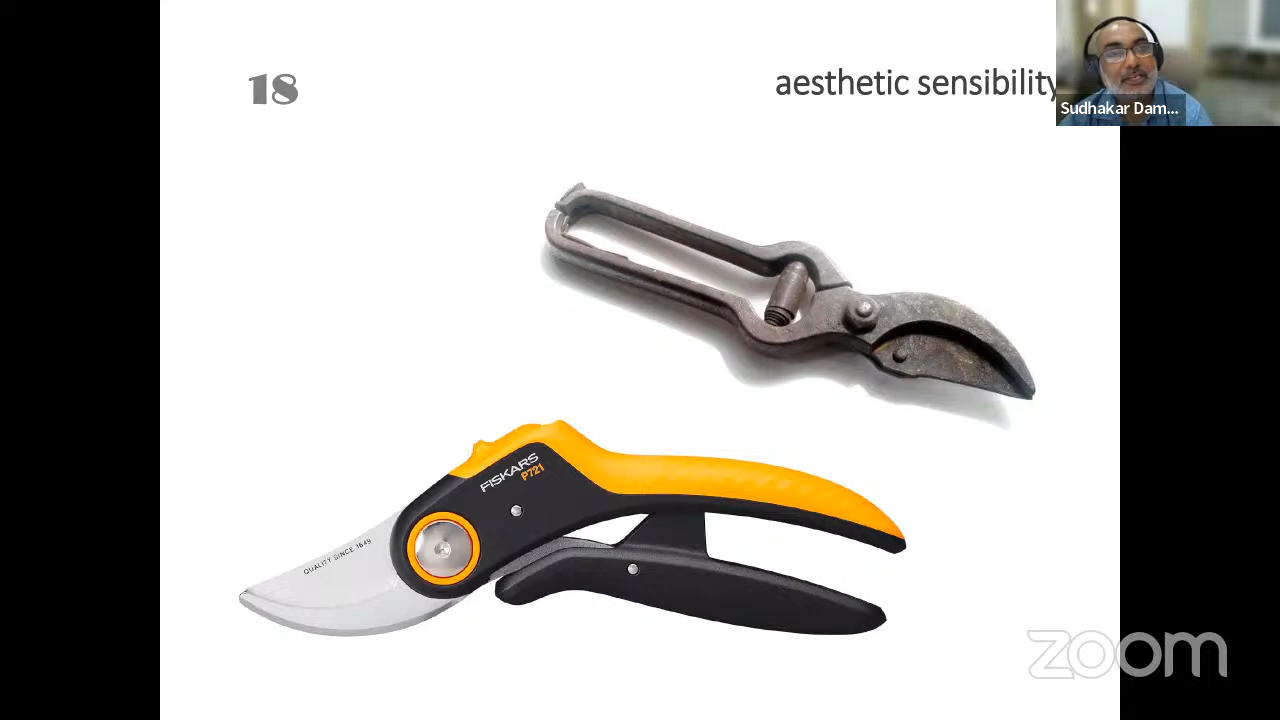 18
aesthetic sensibility
Sudhakar Dam...
FISKARS
P721
QUALITY SINCE 1649
zoom